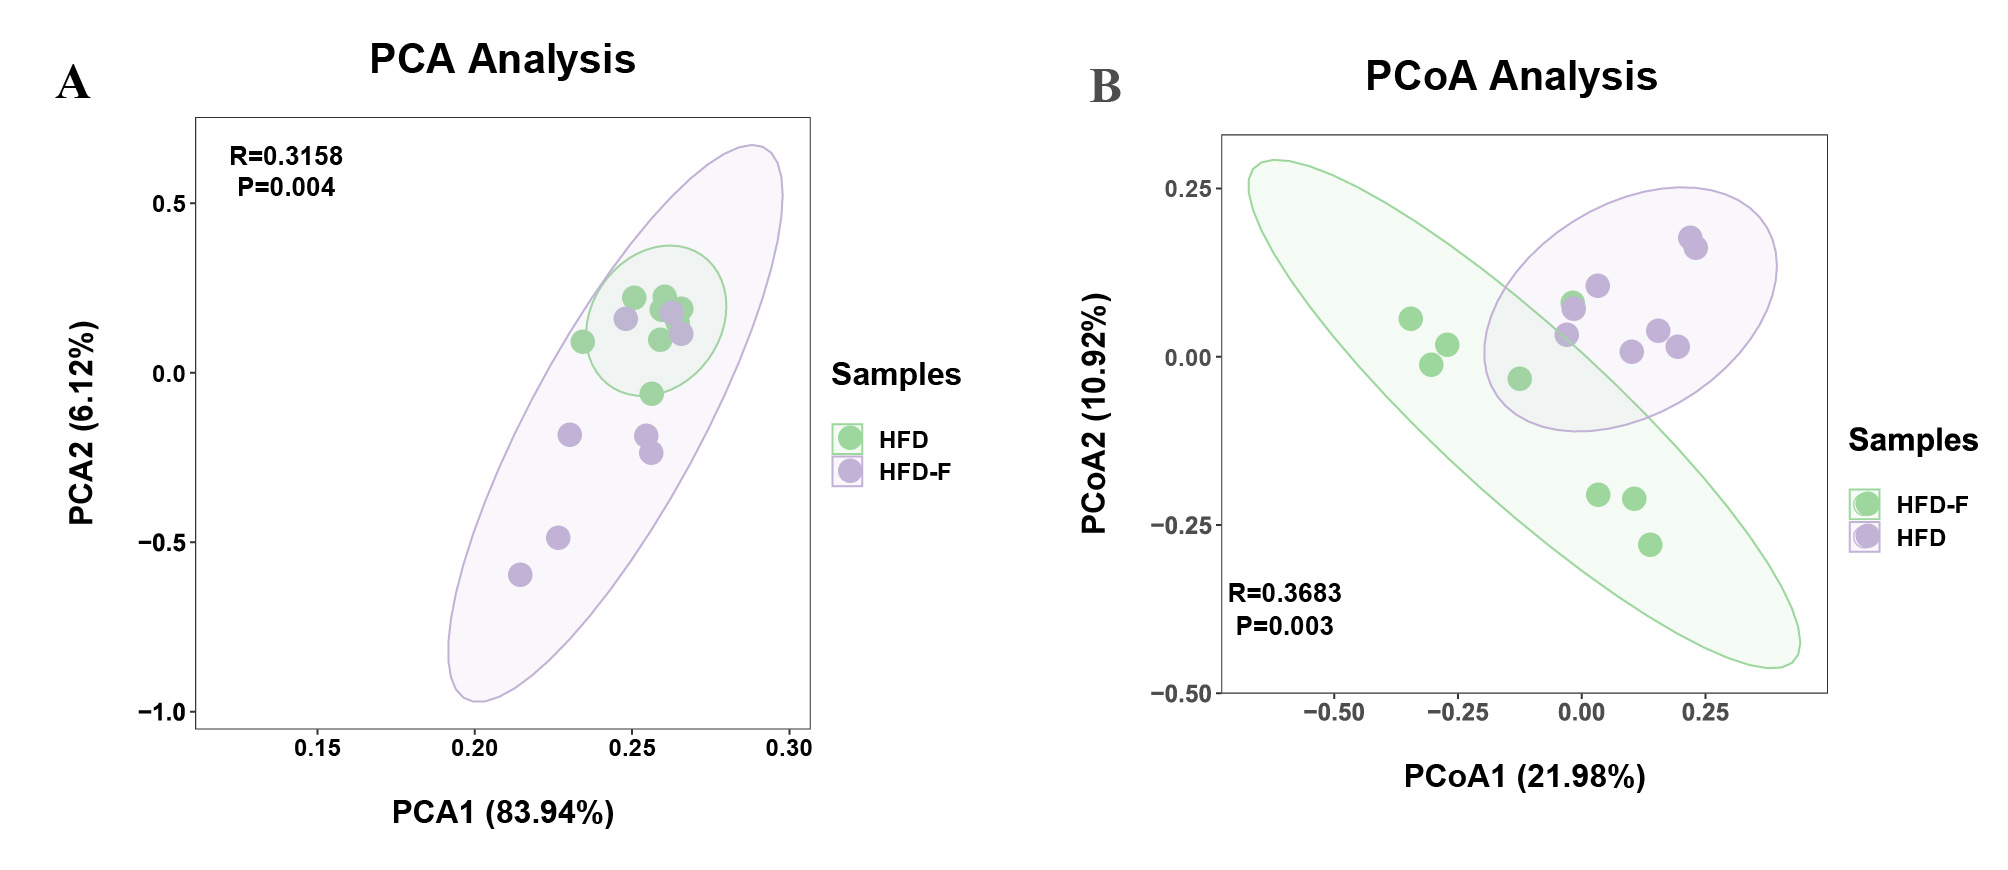 A
PCA Analysis
R=0.3158
P=0.004
0.5
0.0
−0.5
−1.0
PCA2 (6.12%)
0.15 0.20 0.25 0.30
PCA1 (83.94%)
Samples
HFD
HFD-F
B
PCoA Analysis
0.25
0.00
−0.25
−0.50
PCoA2 (10.92%)
R=0.3683
P=0.003
−0.50 −0.25 0.00 0.25
PCoA1 (21.98%)
Samples
HFD-F
HFD